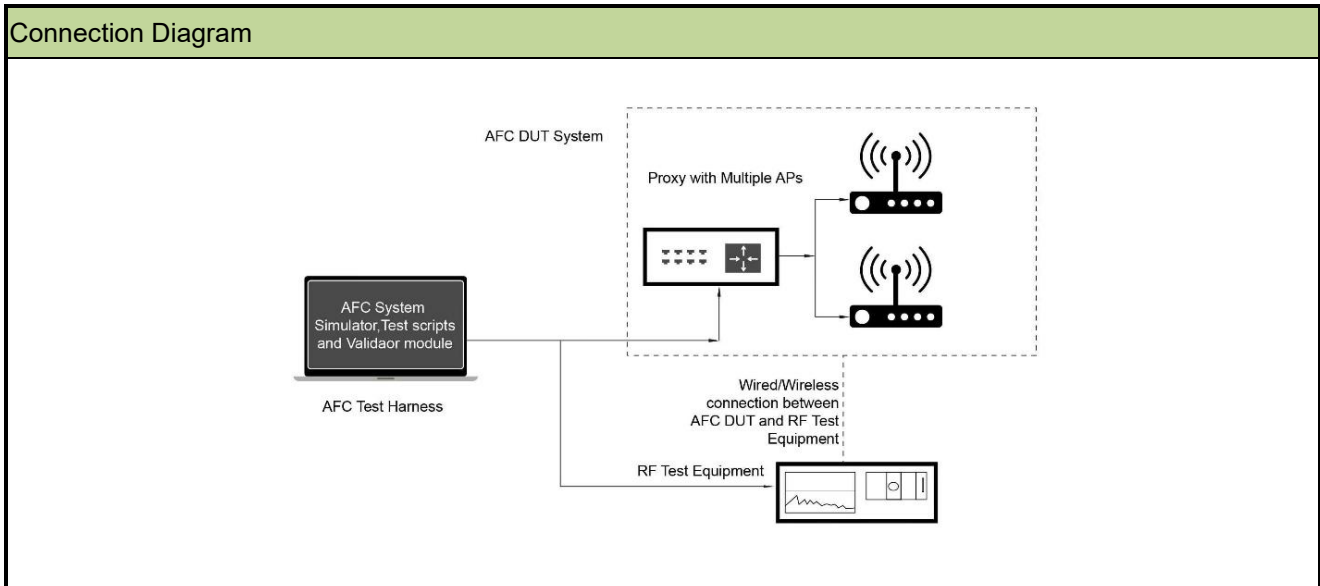 Connection Diagram
AFC DUT System
Proxy with Multiple APs
AFC System
Simulator,Test scripts
and Validaor module
AFC Test Harness
Wired/Wireless
connection between
AFC DUT and RF Test
Equipment
RF Test Equipment